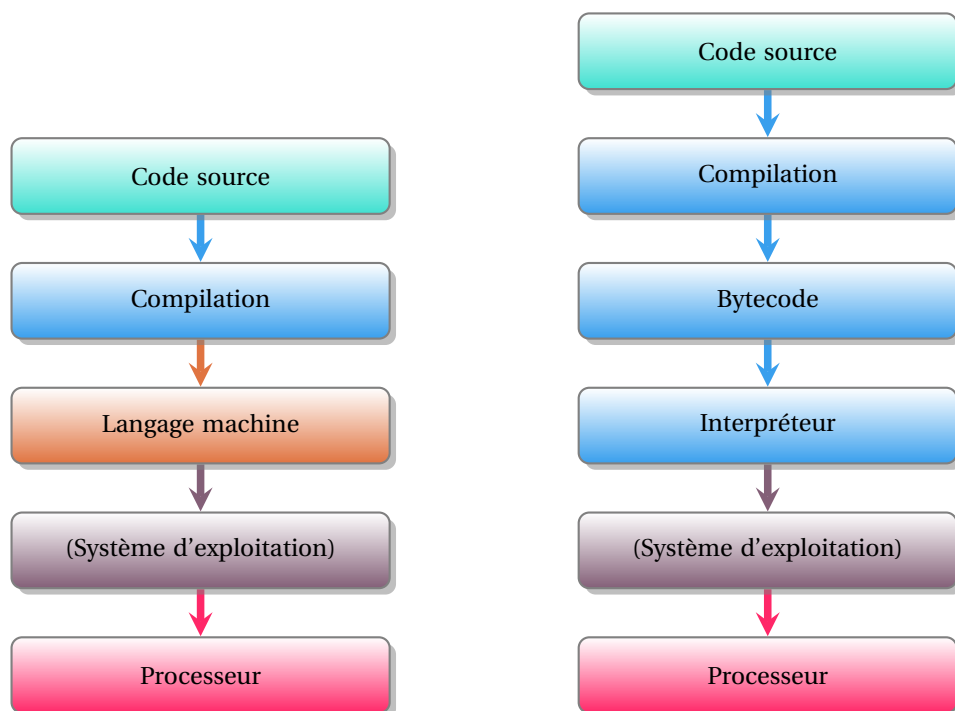 Code source
Compilation
Langage machine
(Système d'exploitation)
Processeur
Code source
Compilation
Bytecode
Interpréteur
(Système d'exploitation)
Processeur